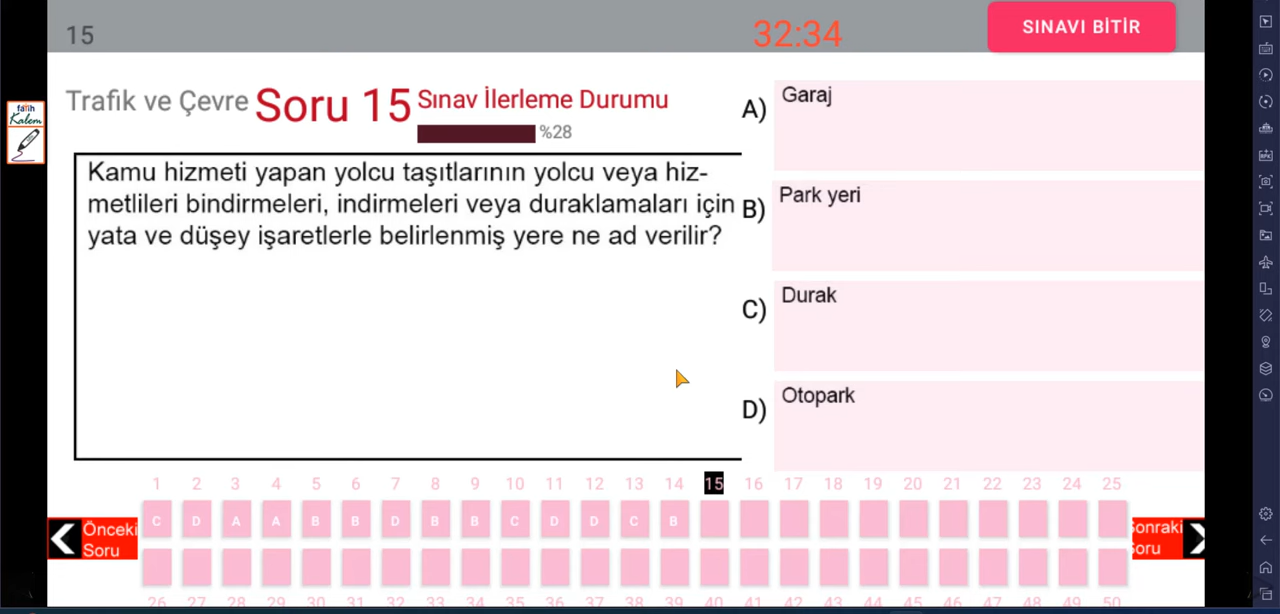 15
32:34
SINAVI BİTİR
fatih
Kalem
Trafik ve Çevre Soru 15 Sınav İlerleme Durumu
%28
Kamu hizmeti yapan yolcu taşıtlarının yolcu veya hiz-
metlileri bindirmeleri, indirmeleri veya duraklamaları için
yata ve düşey işaretlerle belirlenmiş yere ne ad verilir?
A) Garaj
B) Park yeri
C) Durak
D) Otopark
1 2 3 4 5 6 7 8 9 10 11 12 13 14 15 16 17 18 19 20 21 22 23 24 25
C D A A B B D B B C D D C B
Önceki
Soru
Sonraki
Soru
26 27 28 29 30 31 32 33 34 35 36 37 38 39 40 41 42 43 44 45 46 47 48 49 50